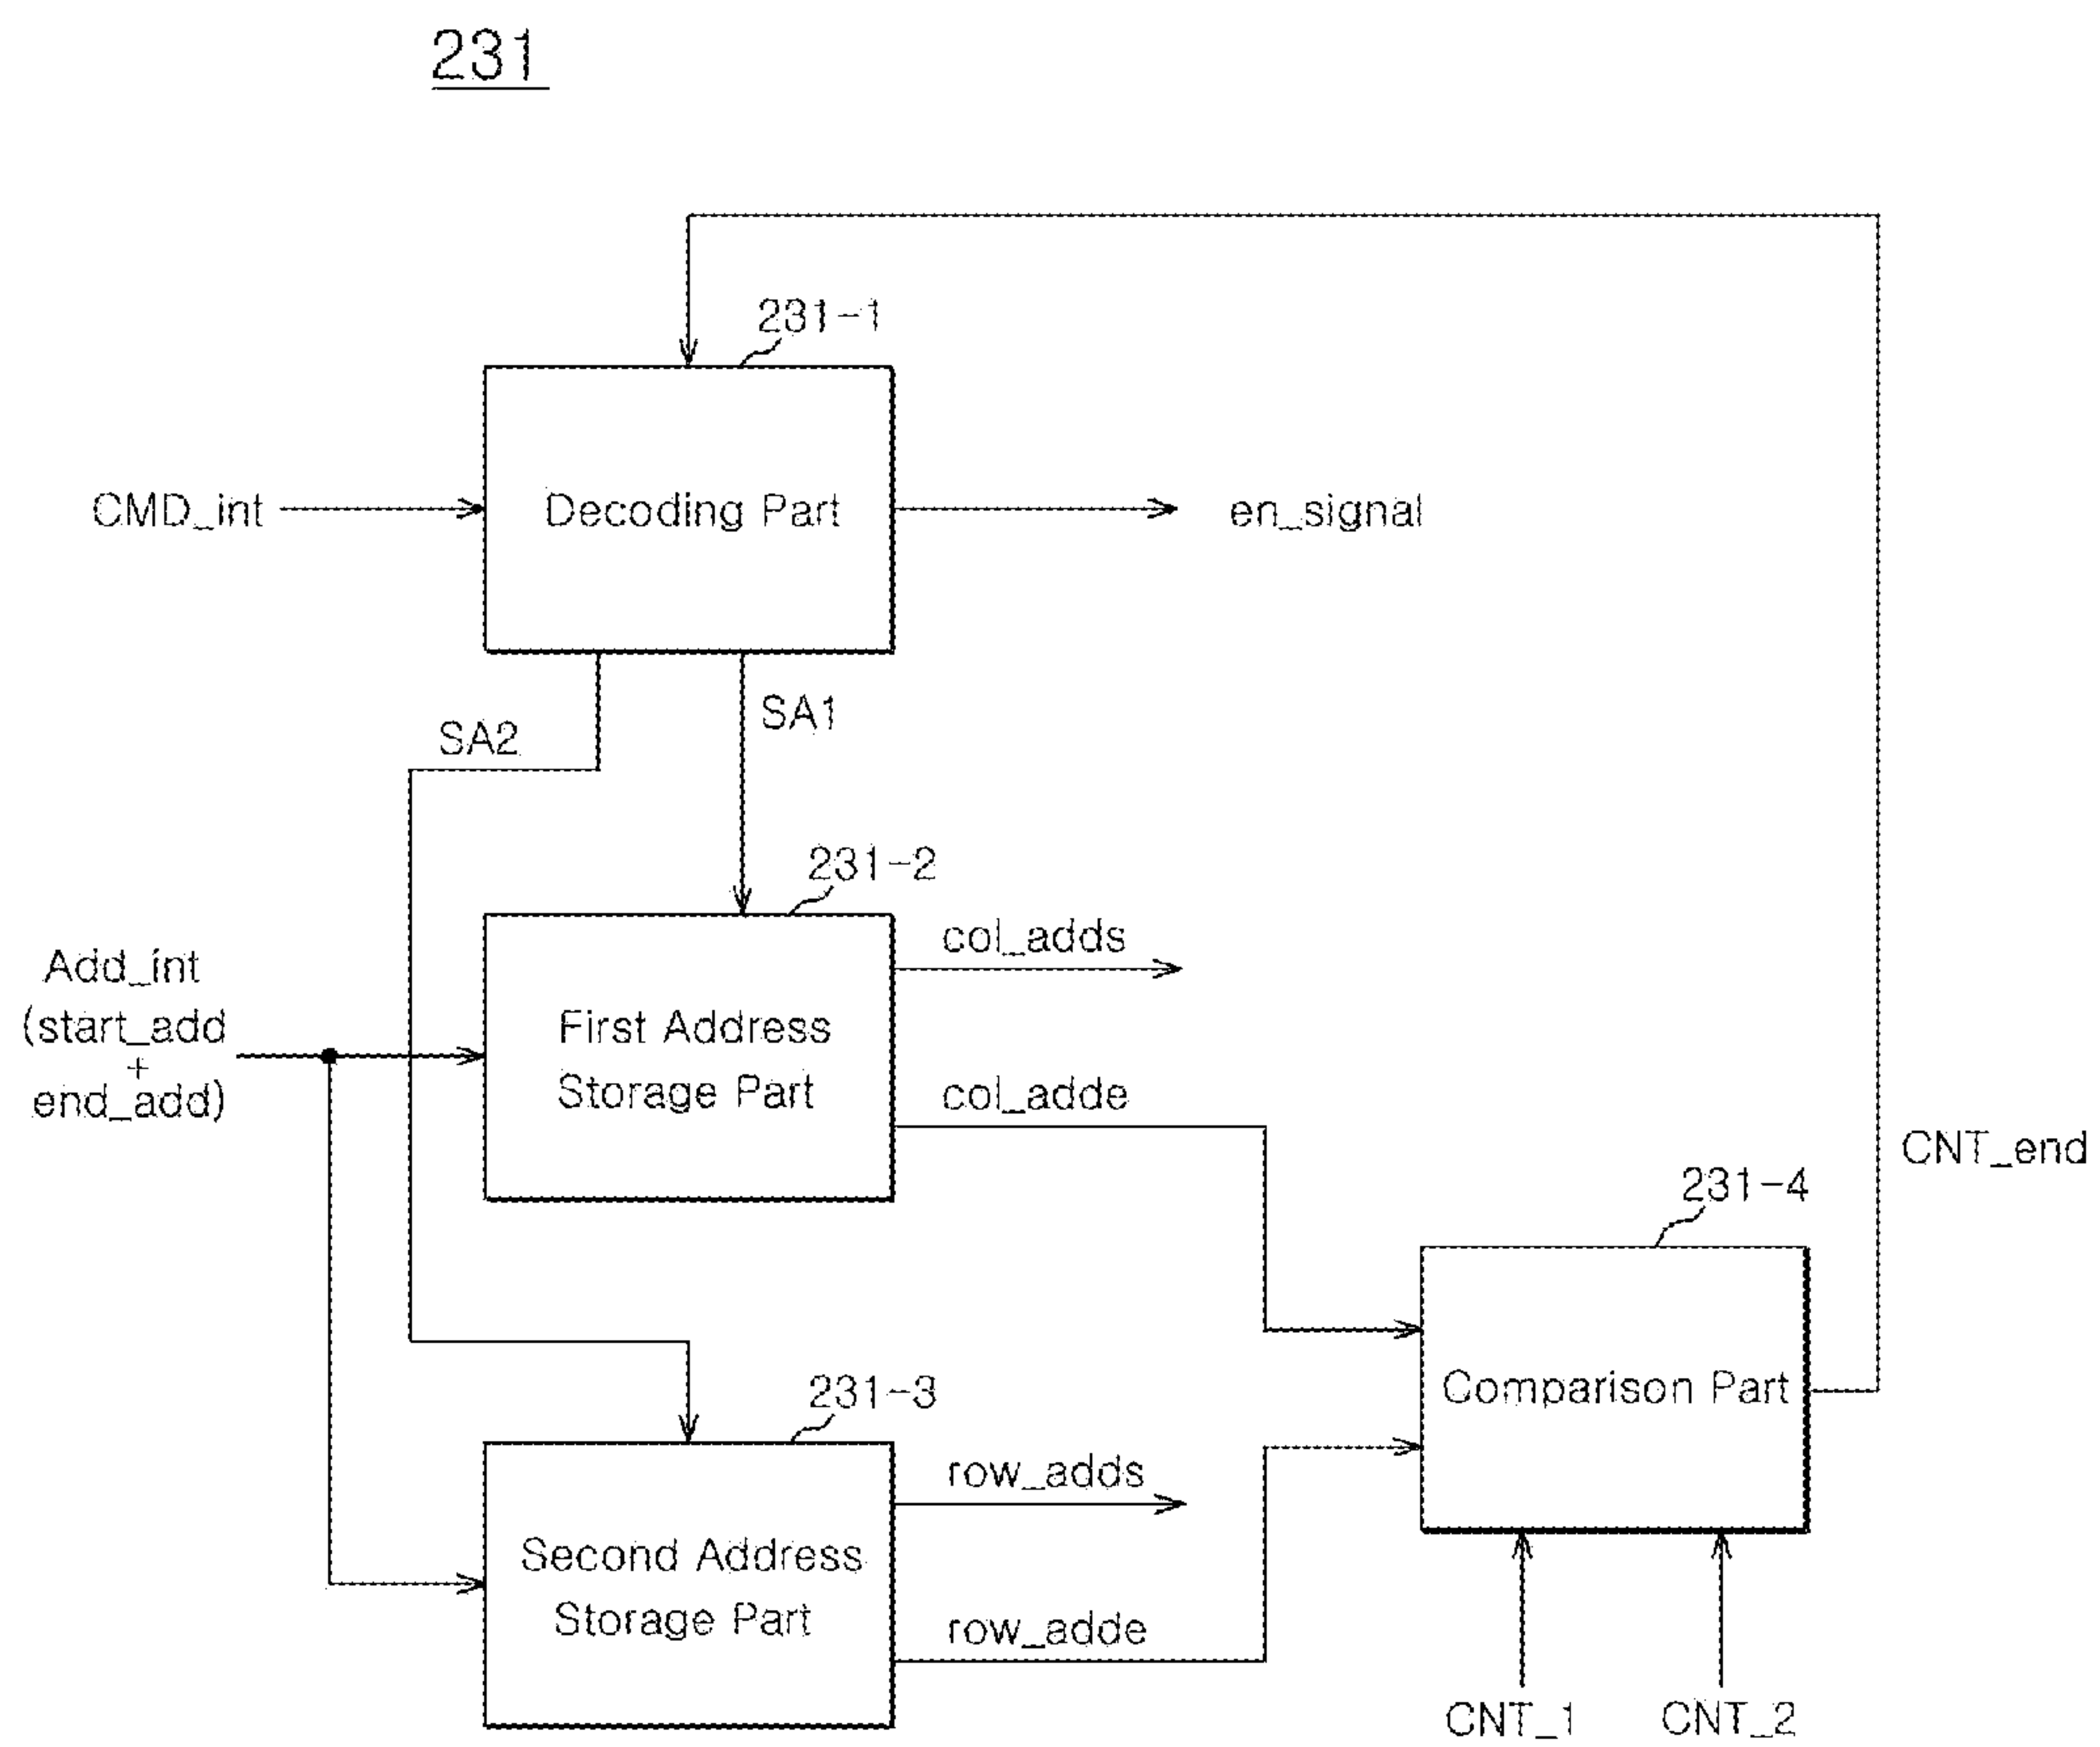 231
231-1
CMD_int
Decoding Part
en_signal
SA1
SA2
231-2
col_adds
Add_int
(start_add
+
end_add)
First Address
Storage Part
col_adde
CNT_end
231-4
Comparison Part
231-3
row_adds
Second Address
Storage Part
row_adde
CNT_1
CNT_2